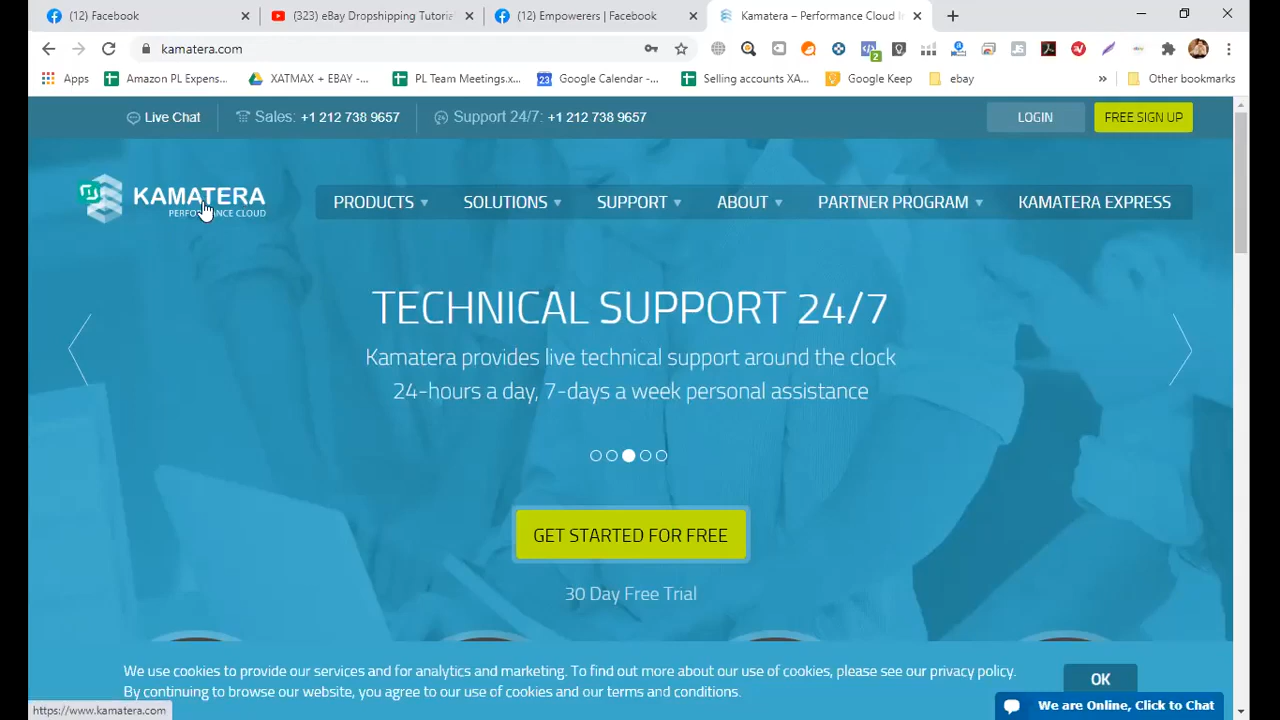 (12) Facebook
(323) eBay Dropshipping Tutoria
(12) Empowerers | Facebook
Kamatera – Performance Cloud I
kamatera.com
2
Apps
Amazon PL Expens...
XATMAX + EBAY -...
PL Team Meetings.x...
23
Google Calendar -...
Selling accounts XA...
Google Keep
ebay
»
Other bookmarks
Live Chat
Sales: +1 212 738 9657
Support 24/7: +1 212 738 9657
LOGIN
FREE SIGN UP
KAMATERA
PERFORMANCE CLOUD
PRODUCTS
SOLUTIONS
SUPPORT
ABOUT
PARTNER PROGRAM
KAMATERA EXPRESS
TECHNICAL SUPPORT 24/7
Kamatera provides live technical support around the clock
24-hours a day, 7-days a week personal assistance
GET STARTED FOR FREE
30 Day Free Trial
We use cookies to provide our services and for analytics and marketing. To find out more about our use of cookies, please see our privacy policy.
By continuing to browse our website, you agree to our use of cookies and our terms and conditions.
OK
We are Online, Click to Chat
https://www.kamatera.com